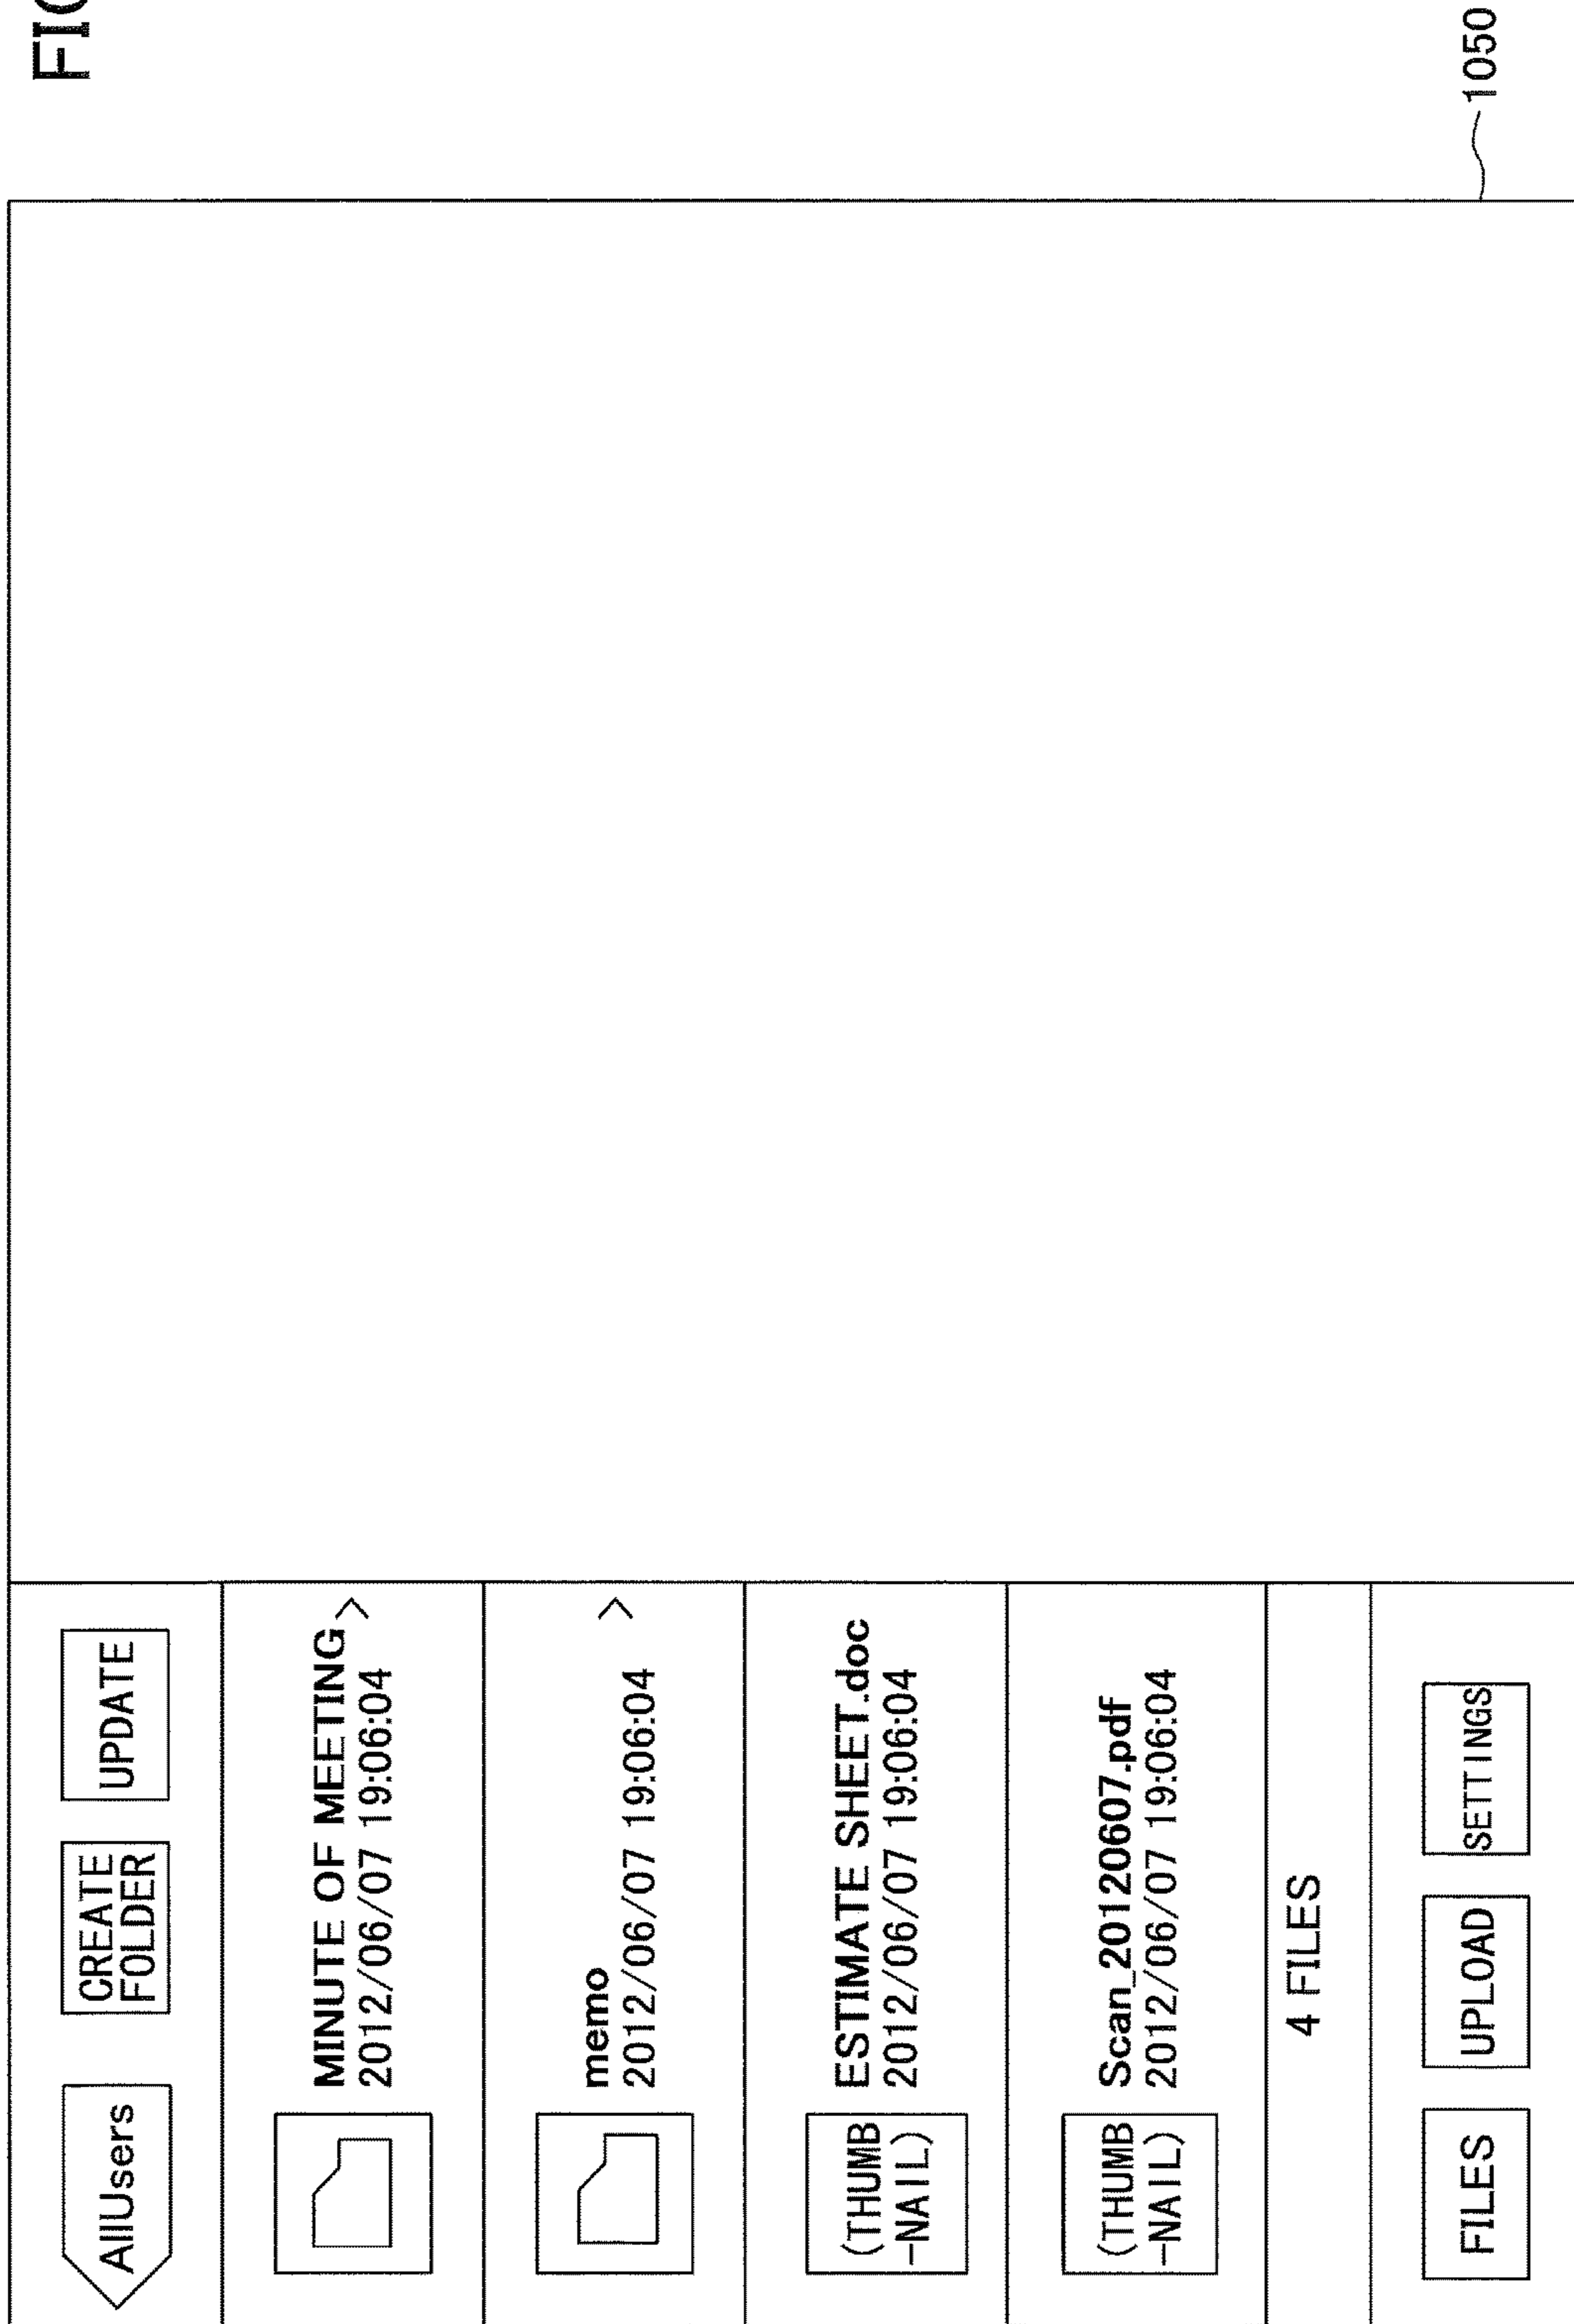 FIG
AllUsers
CREATE
FOLDER
UPDATE
MINUTE OF MEETING >
2012/06/07 19:06:04
memo >
2012/06/07 19:06:04
(THUMB
-NAIL)
ESTIMATE SHEET.doc
2012/06/07 19:06:04
(THUMB
-NAIL)
Scan_20120607.pdf
2012/06/07 19:06:04
4 FILES
FILES
UPLOAD
SETTINGS
1050